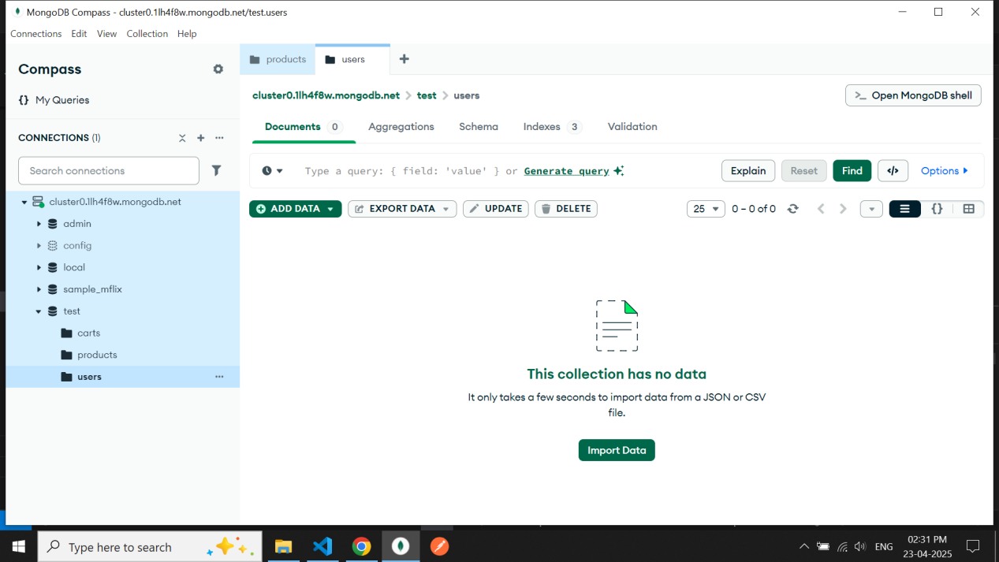 MongoDB Compass - cluster0.1lh4f8w.mongodb.net/test.users
Connections Edit View Collection Help
Compass
{} My Queries
CONNECTIONS (1)
Search connections
cluster0.1lh4f8w.mongodb.net
admin
config
local
sample_mflix
test
carts
products
users
products users
cluster0.1lh4f8w.mongodb.net > test > users
>_ Open MongoDB shell
Documents 0 Aggregations Schema Indexes 3 Validation
Type a query: { field: 'value' } or Generate query
Explain Reset Find </> Options
ADD DATA EXPORT DATA UPDATE DELETE 25 0 – 0 of 0 {}
This collection has no data
It only takes a few seconds to import data from a JSON or CSV
file.
Import Data
Type here to search
ENG
02:31 PM
23-04-2025